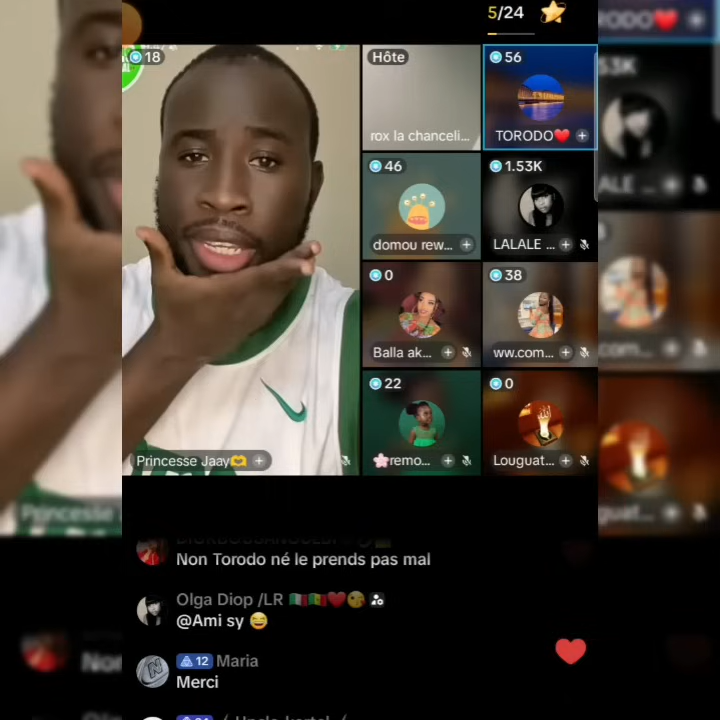 5/24
18
Hôte
rox la chanceli...
56
TORODO❤️
46
domou rew...
1.53K
LALALE ...
0
Balla ak...
38
ww.com...
22
🌸remo...
0
Louguat...
Princesse Jaay🫶
Non Torodo né le prends pas mal
Olga Diop /LR 🇮🇹🇸🇳❤️😘
@Ami sy 😄
12 Maria
Merci